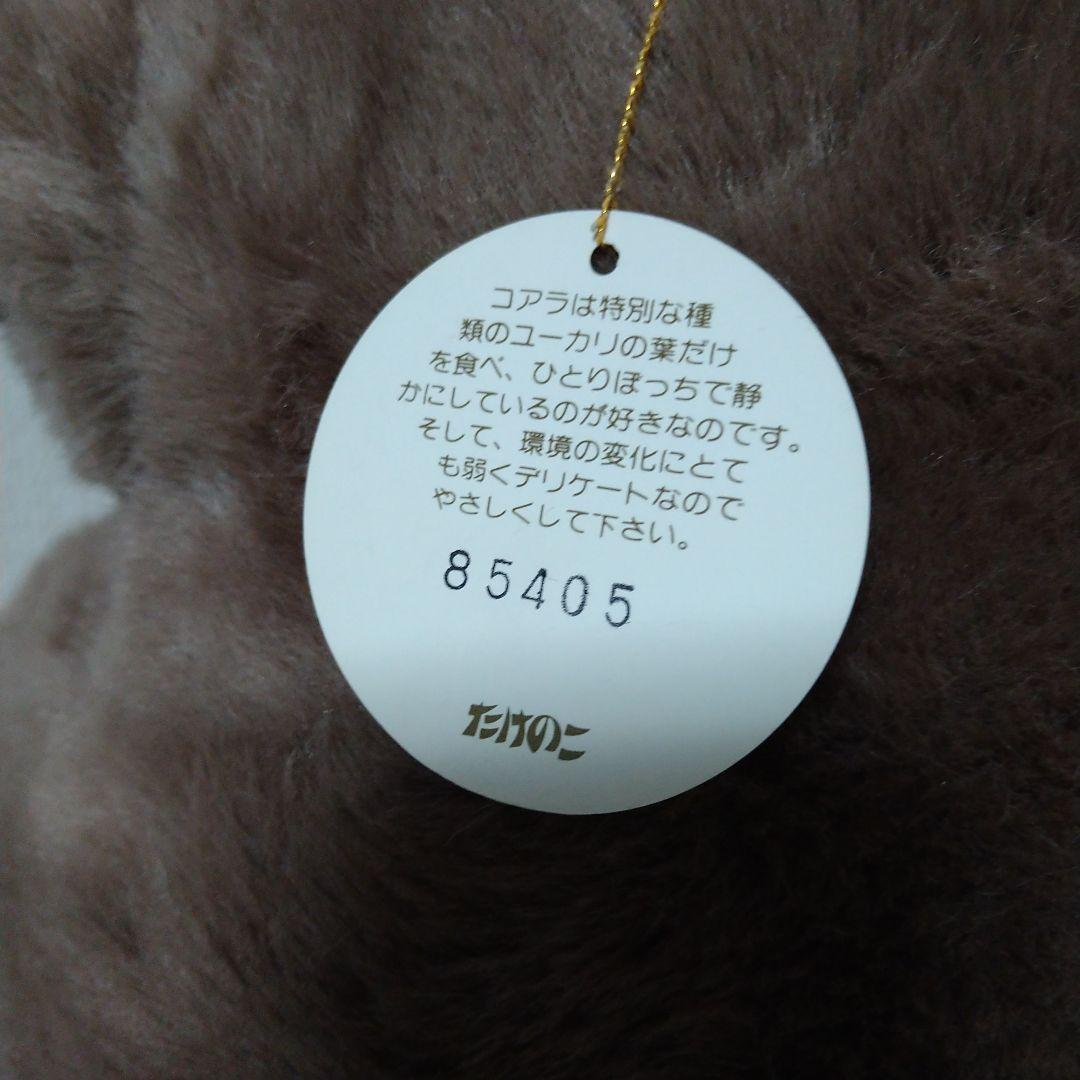 コアラは特別な種
類のユーカリの葉だけ
を食べ、ひとりぼっちで静
かにしているのが好きなのです。
そして、環境の変化にとて
も弱くデリケートなので
やさしくして下さい。
85405
たけのこ